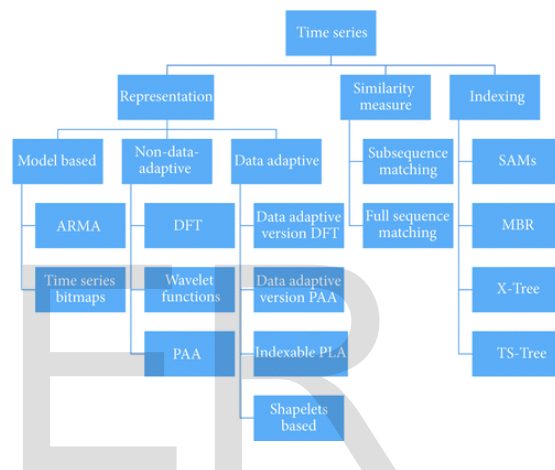 Time series
Representation
Similarity
measure
Indexing
Model based
Non-data-
adaptive
Data adaptive
Subsequence
matching
SAMs
ARMA
DFT
Data adaptive
version DFT
Full sequence
matching
MBR
Time series
bitmaps
Wavelet
functions
Data adaptive
version PAA
X-Tree
PAA
Indexable PLA
TS-Tree
Shapelets
based
ER